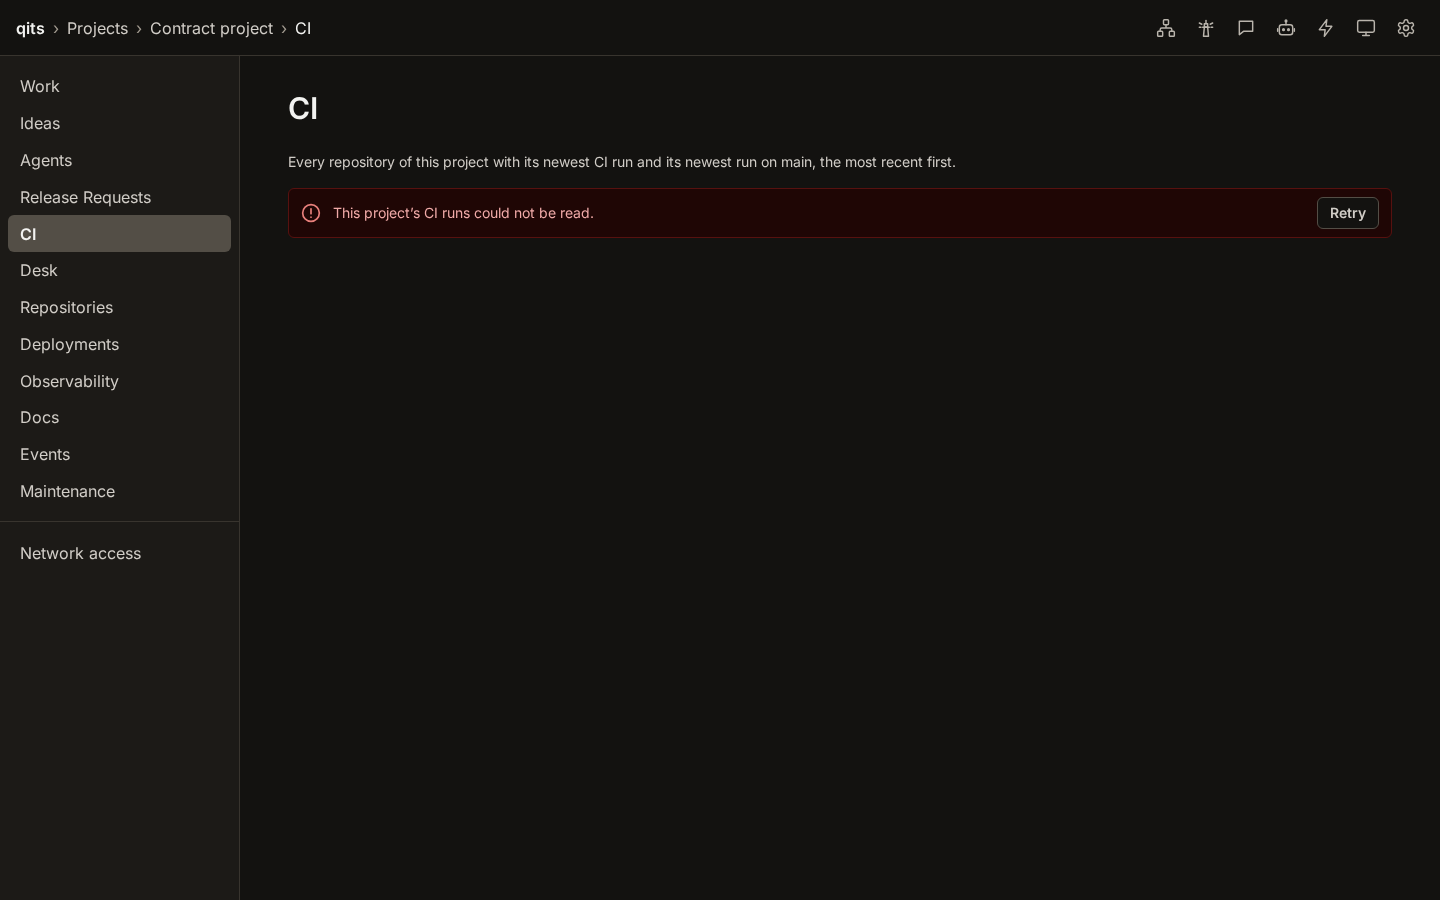 qits › Projects › Contract project › CI
Work
Ideas
Agents
Release Requests
CI
Desk
Repositories
Deployments
Observability
Docs
Events
Maintenance
Network access
CI
Every repository of this project with its newest CI run and its newest run on main, the most recent first.
This project’s CI runs could not be read.
Retry